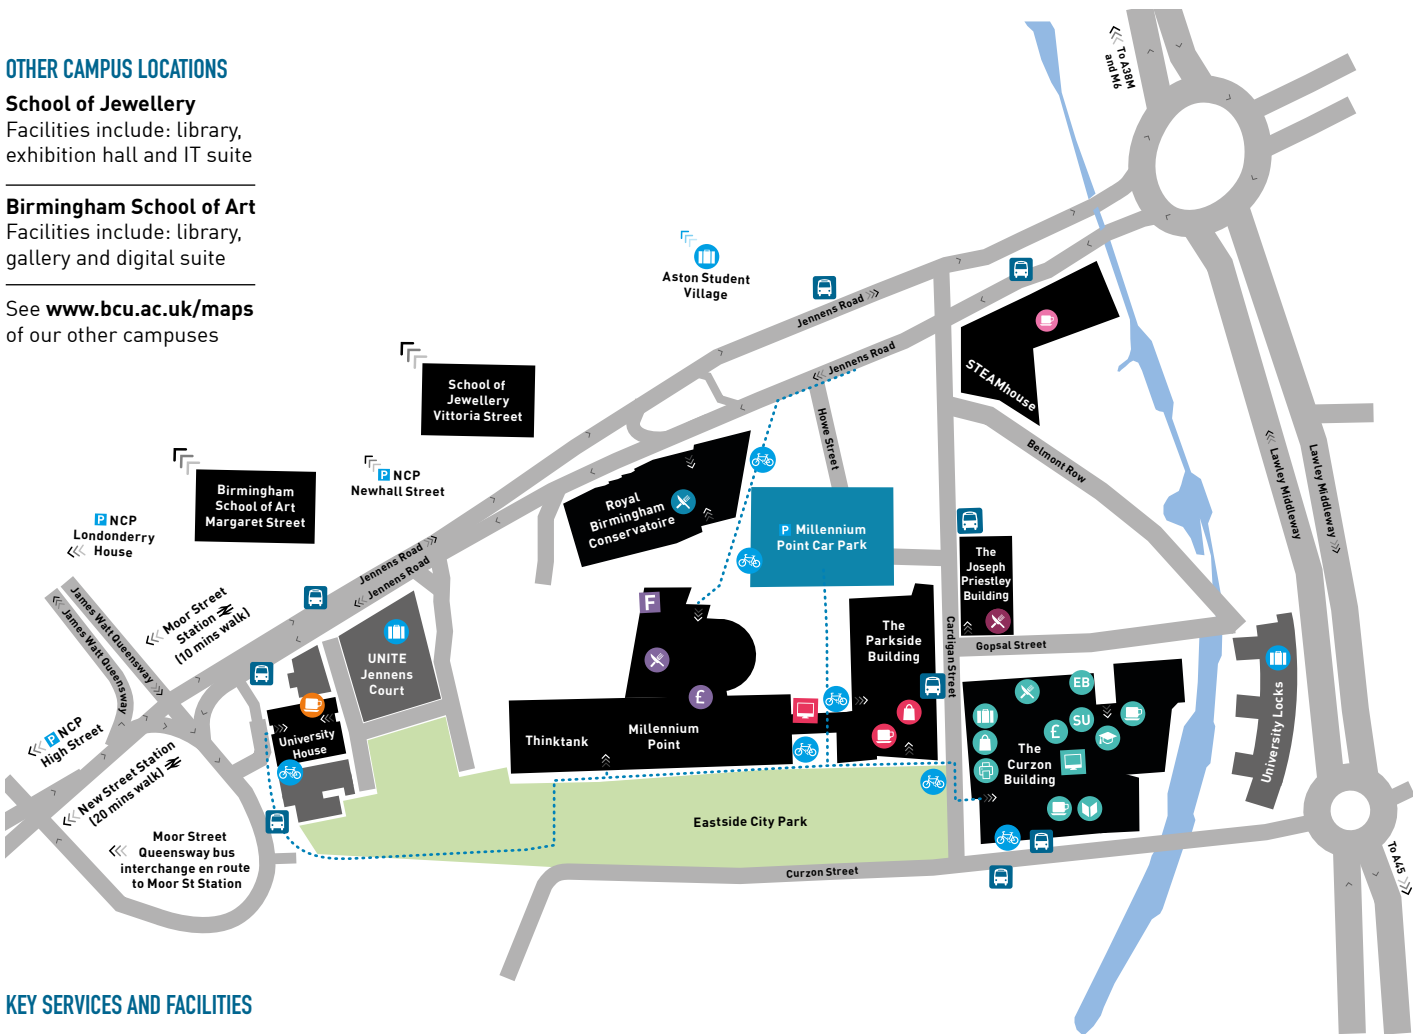 OTHER CAMPUS LOCATIONS
School of Jewellery
Facilities include: library,
exhibition hall and IT suite
Birmingham School of Art
Facilities include: library,
gallery and digital suite
See www.bcu.ac.uk/maps
of our other campuses
To A38M
and M6
Aston Student
Village
Jennens Road
Jennens Road
STEAMhouse
School of
Jewellery
Vittoria Street
Howe Street
Belmont Row
Lawley Middleway
Lawley Middleway
P NCP
Newhall Street
Birmingham
School of Art
Margaret Street
P NCP
Londonderry
House
Royal
Birmingham
Conservatoire
P Millennium
Point Car Park
The
Joseph
Priestley
Building
Jennens Road
Jennens Road
James Watt Queensway
James Watt Queensway
Moor Street
Station
(10 mins walk)
F
UNITE
Jennens
Court
The
Parkside
Building
Cardigan Street
Gopsal Street
£
EB
SU
£
The
Curzon
Building
University Locks
P NCP
High Street
University
House
Thinktank
Millennium
Point
New Street Station
(20 mins walk)
Moor Street
Queensway bus
interchange en route
to Moor St Station
Eastside City Park
Curzon Street
To A45
KEY SERVICES AND FACILITIES